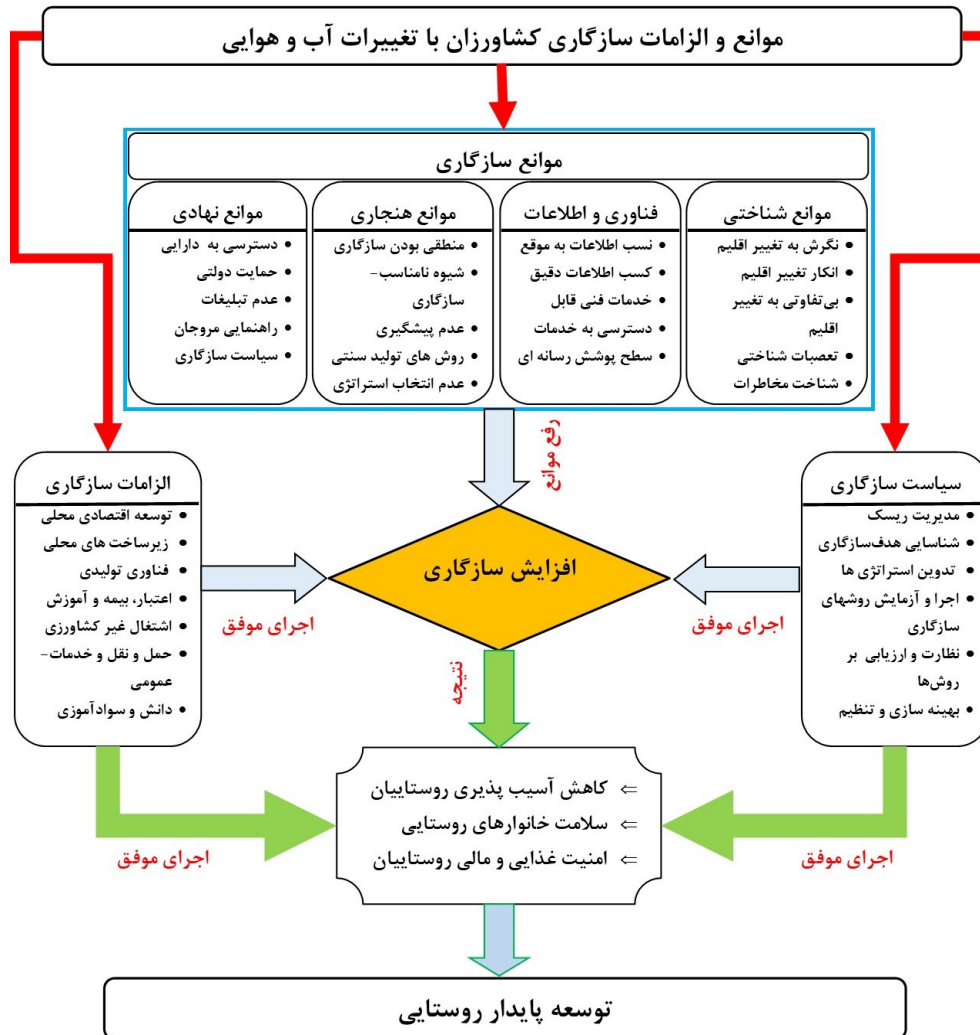 موانع و الزامات سازگاری کشاورزان با تغییرات آب و هوایی
موانع سازگاری
موانع شناختی
• نگرش به تغییر اقلیم
• انکار تغییر اقلیم
• بی‌تفاوتی به تغییر
اقلیم
• تعصبات شناختی
• شناخت مخاطرات
فناوری و اطلاعات
• نسب اطلاعات به موقع
• کسب اطلاعات دقیق
• خدمات فنی قابل
• دسترسی به خدمات
• سطح پوشش رسانه ای
موانع هنجاری
• منطقی بودن سازگاری
• شیوه نامناسب-
سازگاری
• عدم پیشگیری
• روش های تولید سنتی
• عدم انتخاب استراتژی
موانع نهادی
• دسترسی به دارایی
• حمایت دولتی
• عدم تبلیغات
• راهنمایی مروجان
• سیاست سازگاری
رفع موانع
سیاست سازگاری
• مدیریت ریسک
• شناسایی هدف‌سازگاری
• تدوین استراتژی ها
• اجرا و آزمایش روشهای
سازگاری
• نظارت و ارزیابی بر
روش‌ها
• بهینه سازی و تنظیم
اجرای موفق
افزایش سازگاری
اجرای موفق
الزامات سازگاری
• توسعه اقتصادی محلی
• زیرساخت های محلی
• فناوری تولیدی
• اعتبار، بیمه و آموزش
• اشتغال غیر کشاورزی
• حمل و نقل و خدمات-
عمومی
• دانش و سوادآموزی
نتیجه
اجرای موفق
⇐ کاهش آسیب پذیری روستاییان
⇐ سلامت خانوارهای روستایی
⇐ امنیت غذایی و مالی روستاییان
اجرای موفق
توسعه پایدار روستایی